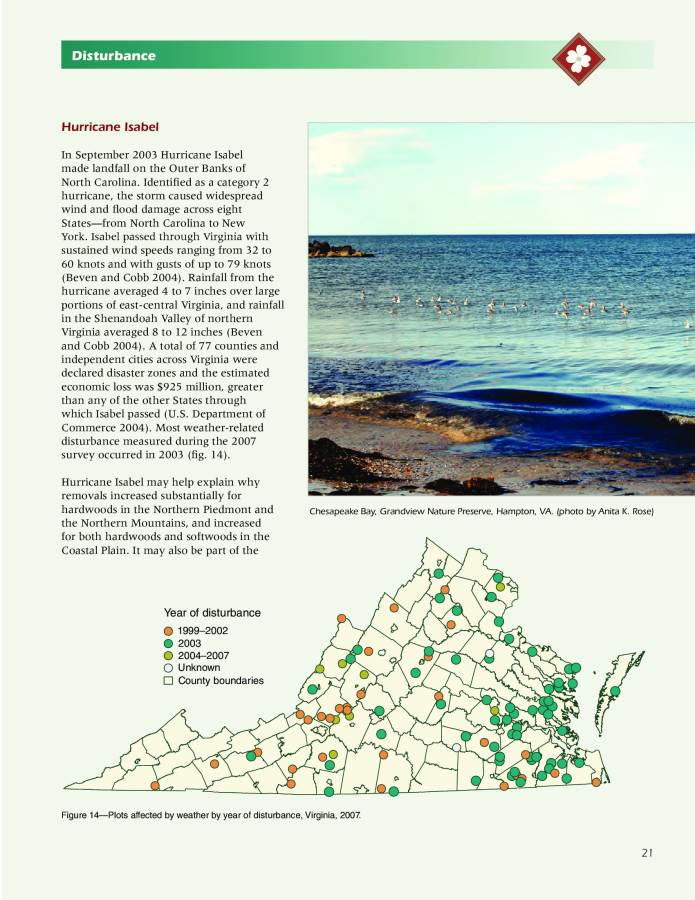 Disturbance
Hurricane Isabel
In September 2003 Hurricane Isabel
made landfall on the Outer Banks of
North Carolina. Identified as a category 2
hurricane, the storm caused widespread
wind and flood damage across eight
States—from North Carolina to New
York. Isabel passed through Virginia with
sustained wind speeds ranging from 32 to
60 knots and with gusts of up to 79 knots
(Beven and Cobb 2004). Rainfall from the
hurricane averaged 4 to 7 inches over large
portions of east-central Virginia, and rainfall
in the Shenandoah Valley of northern
Virginia averaged 8 to 12 inches (Beven
and Cobb 2004). A total of 77 counties and
independent cities across Virginia were
declared disaster zones and the estimated
economic loss was $925 million, greater
than any of the other States through
which Isabel passed (U.S. Department of
Commerce 2004). Most weather-related
disturbance measured during the 2007
survey occurred in 2003 (fig. 14).
Hurricane Isabel may help explain why
removals increased substantially for
hardwoods in the Northern Piedmont and
the Northern Mountains, and increased
for both hardwoods and softwoods in the
Coastal Plain. It may also be part of the
Chesapeake Bay, Grandview Nature Preserve, Hampton, VA. (photo by Anita K. Rose)
Year of disturbance
1999–2002
2003
2004–2007
Unknown
County boundaries
Figure 14—Plots affected by weather by year of disturbance, Virginia, 2007.
21